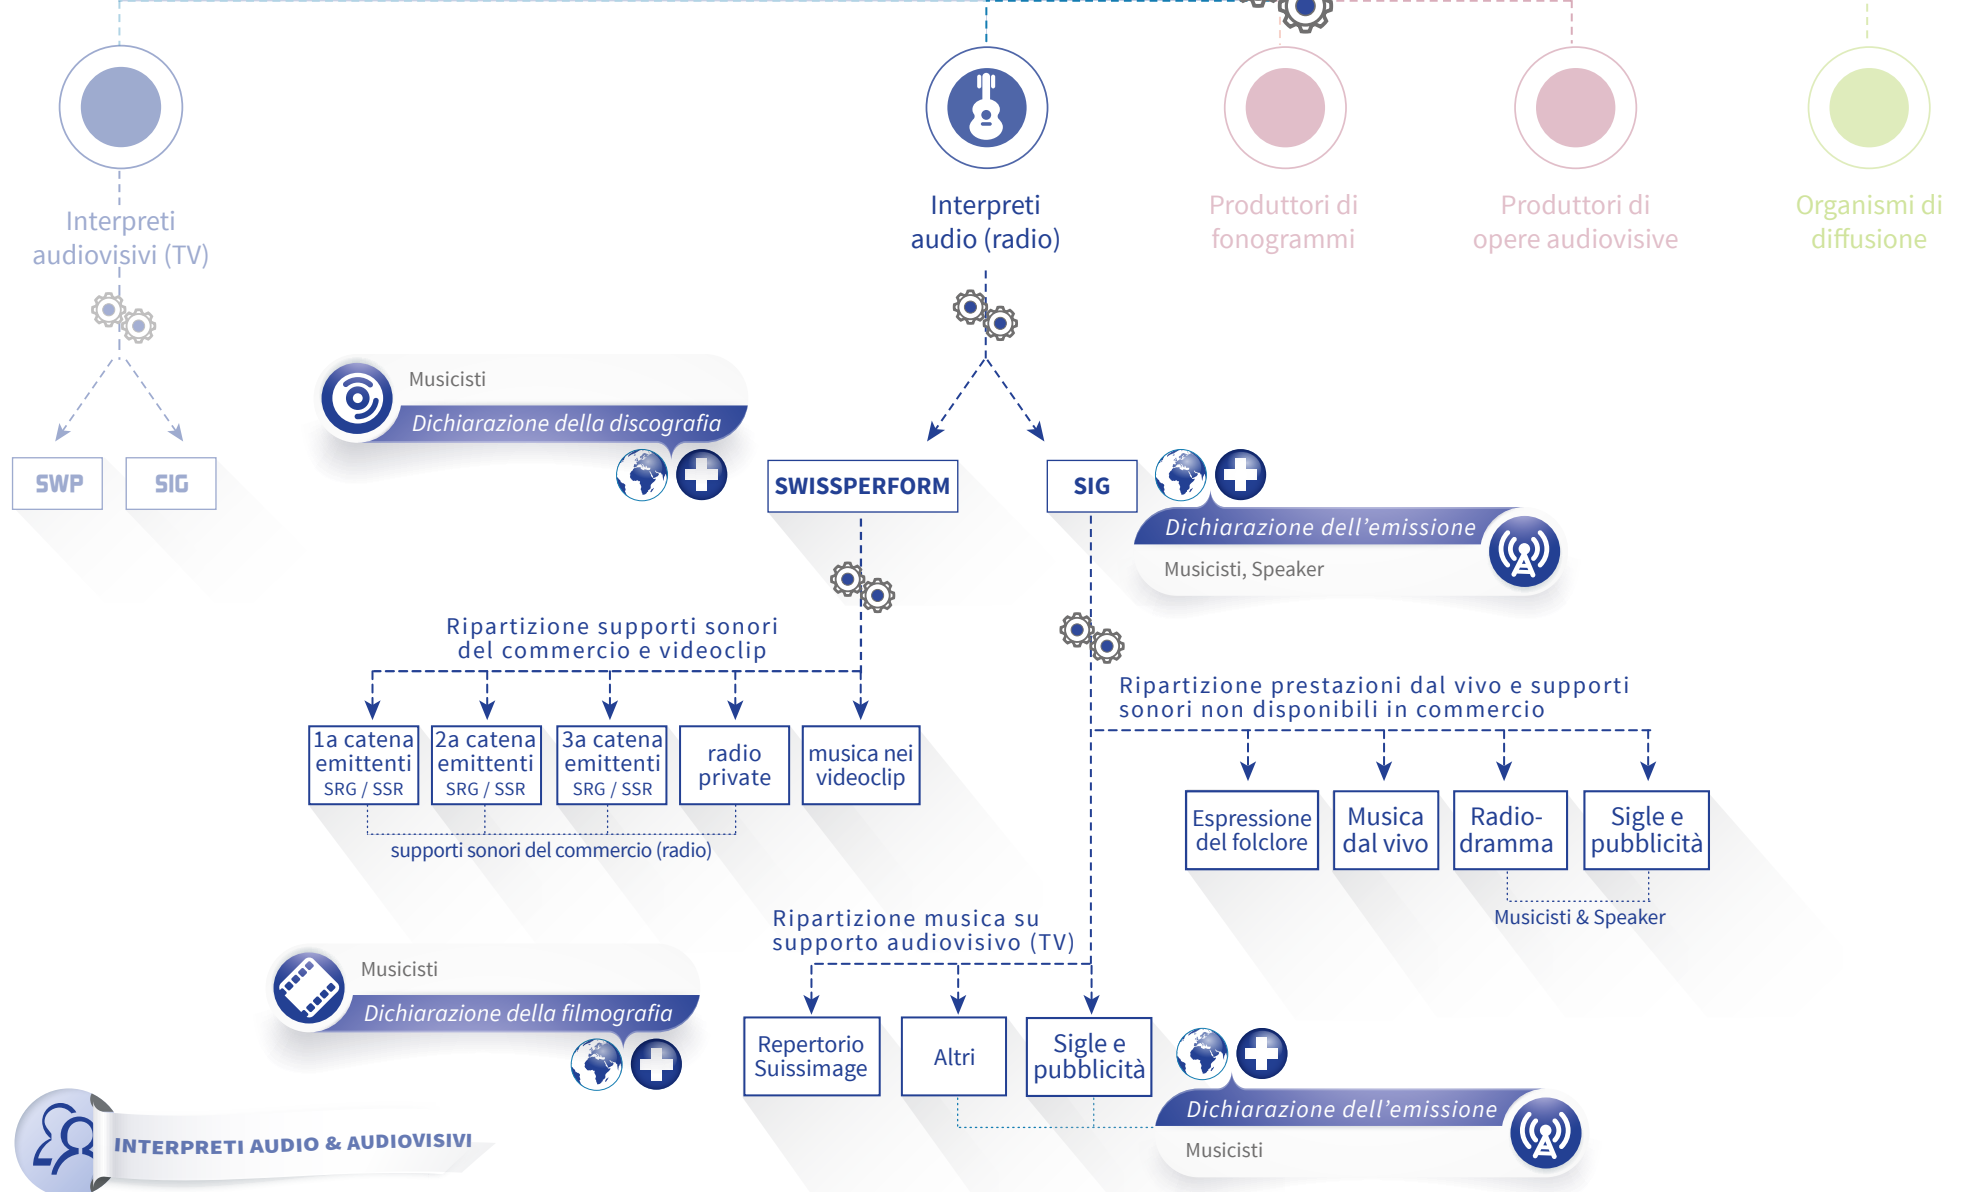 Interpreti
audiovisivi (TV)
Interpreti
audio (radio)
Produttori di
fonogrammi
Produttori di
opere audiovisive
Organismi di
diffusione
SWP
SIG
Musicisti
Dichiarazione della discografia
SWISSPERFORM
SIG
Dichiarazione dell'emissione
Musicisti, Speaker
Ripartizione supporti sonori
del commercio e videoclip
1a catena
emittenti
SRG / SSR
2a catena
emittenti
SRG / SSR
3a catena
emittenti
SRG / SSR
radio
private
musica nei
videoclip
supporti sonori del commercio (radio)
Ripartizione prestazioni dal vivo e supporti
sonori non disponibili in commercio
Espressione
del folclore
Musica
dal vivo
Radio-
dramma
Sigle e
pubblicità
Musicisti & Speaker
Ripartizione musica su
supporto audiovisivo (TV)
Musicisti
Dichiarazione della filmografia
Repertorio
Suissimage
Altri
Sigle e
pubblicità
Dichiarazione dell'emissione
Musicisti
INTERPRETI AUDIO & AUDIOVISIVI